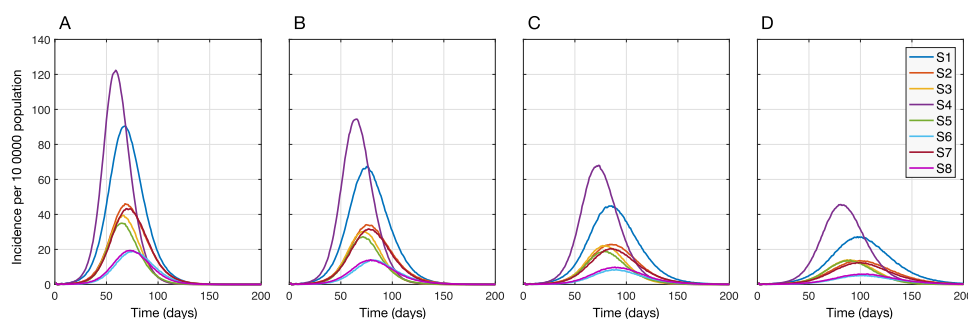 A
B
C
D
Incidence per 10 0000 population
140
120
100
80
60
40
20
0
0 50 100 150 200
0 50 100 150 200
0 50 100 150 200
0 50 100 150 200
Time (days)
Time (days)
Time (days)
Time (days)
S1
S2
S3
S4
S5
S6
S7
S8